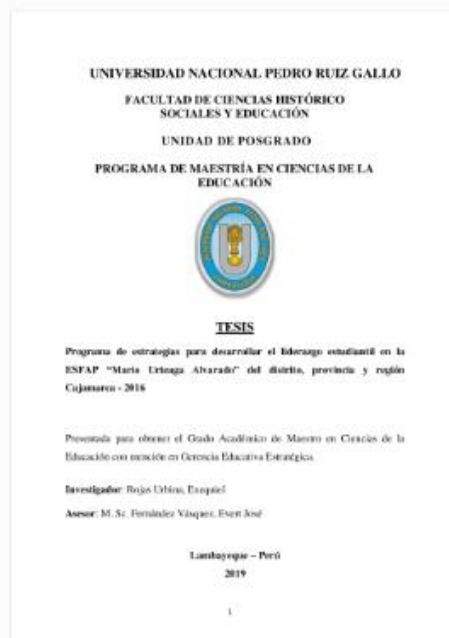 UNIVERSIDAD NACIONAL PEDRO RUIZ GALLO
FACULTAD DE CIENCIAS HISTÓRICO
SOCIALES Y EDUCACIÓN
UNIDAD DE POSGRADO
PROGRAMA DE MAESTRÍA EN CIENCIAS DE LA
EDUCACIÓN
TESIS
Programa de estrategias para desarrollar el liderazgo estudiantil en la
ESFAP “Mario Urteaga Alvarado” del distrito, provincia y región
Cajamarca - 2016
Presentada para obtener el Grado Académico de Maestro en Ciencias de la
Educación con mención en Gerencia Educativa Estratégica.
Investigador: Rojas Urbina, Exequiel
Asesor: M. Sc. Fernández Vásquez, Evert José
Lambayeque – Perú
2019
1